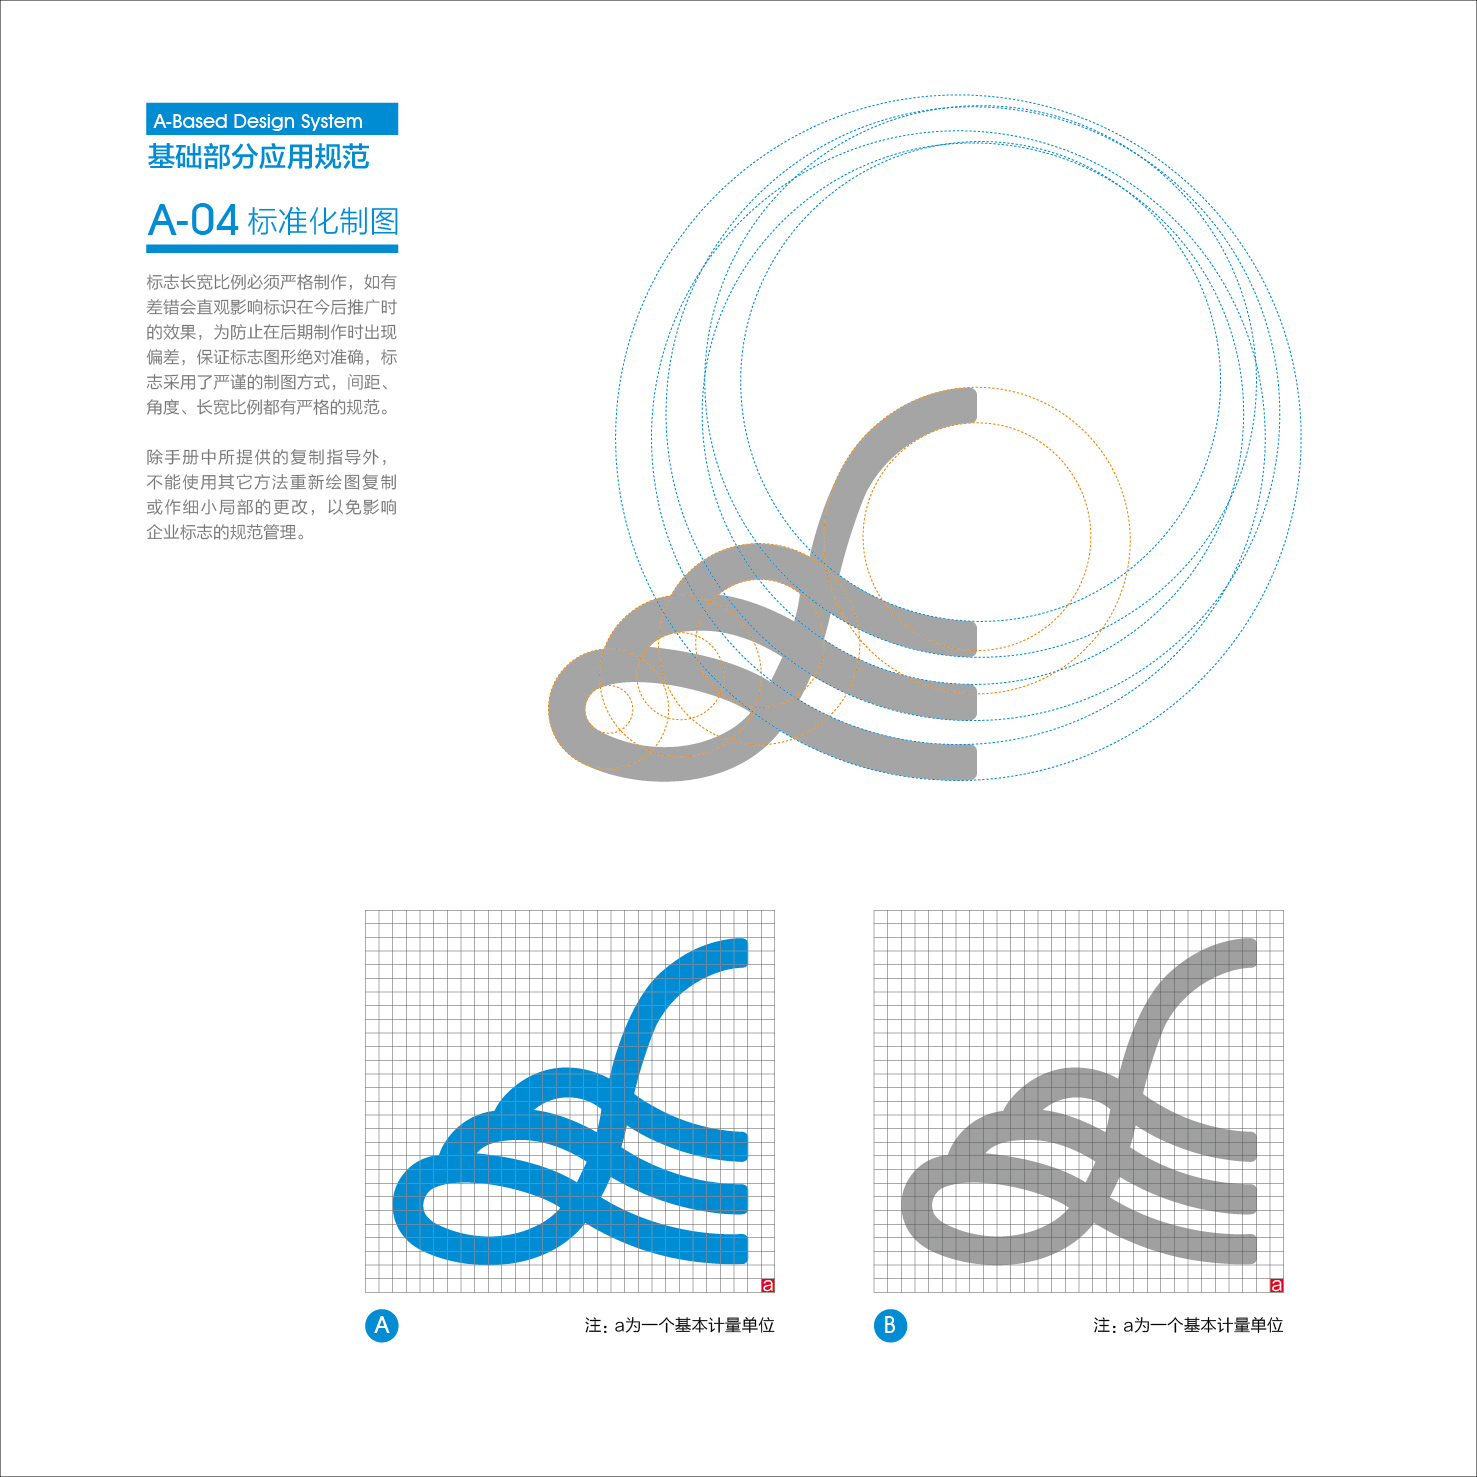 A-Based Design System
基础部分应用规范
A-04 标准化制图
标志长宽比例必须严格制作，如有
差错会直观影响标识在今后推广时
的效果，为防止在后期制作时出现
偏差，保证标志图形绝对准确，标
志采用了严谨的制图方式，间距、
角度、长宽比例都有严格的规范。
除手册中所提供的复制指导外，
不能使用其它方法重新绘图复制
或作细小局部的更改，以免影响
企业标志的规范管理。
a
a
A
注：a为一个基本计量单位
B
注：a为一个基本计量单位